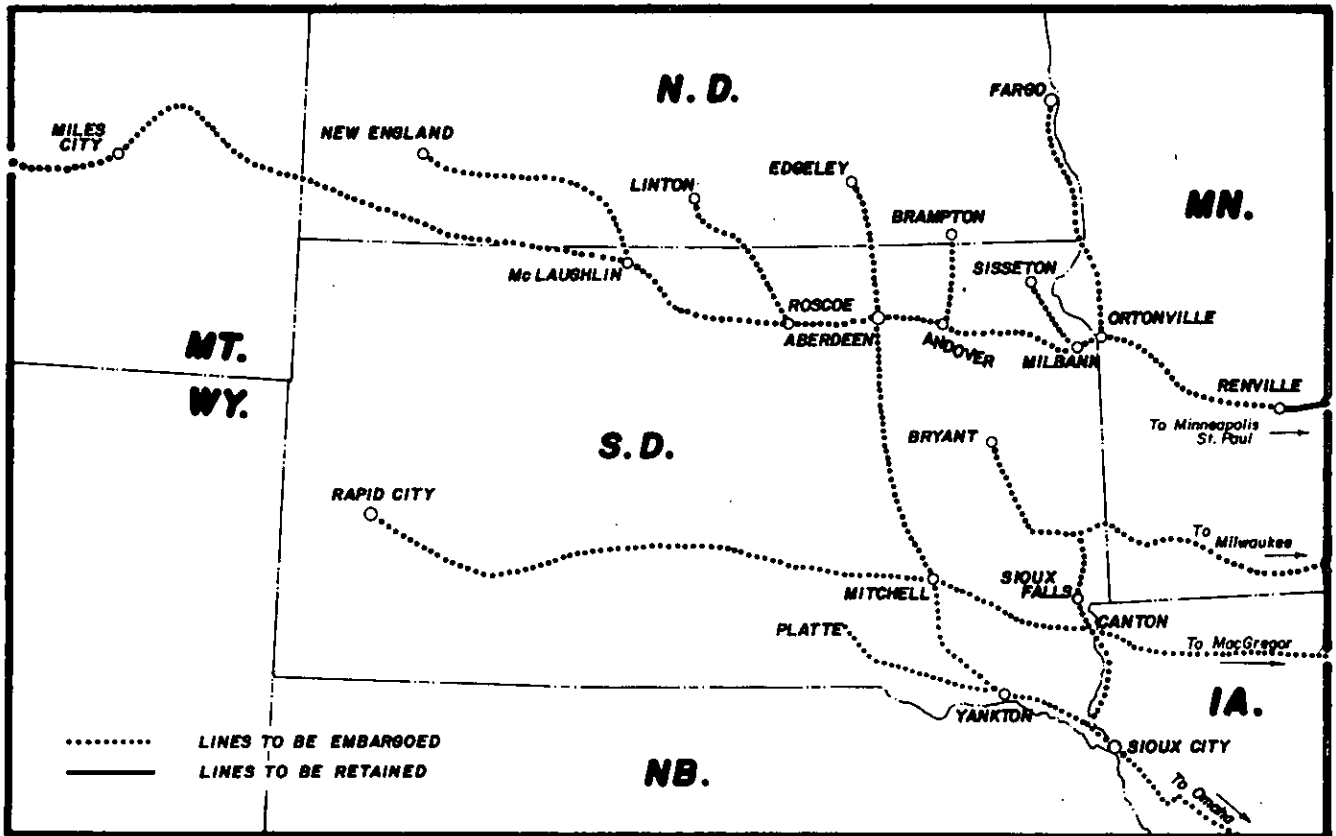 N. D.
FARGO
MILES
CITY
NEW ENGLAND
EDGELEY
LINTON
MN.
BRAMPTON
SISSETON
McLAUGHLIN
ROSCOE
ORTONVILLE
ABERDEEN
ANDOVER
MILBANN
MT.
RENVILLE
WY.
To Minneapolis
St. Paul
BRYANT
S. D.
RAPID CITY
To
Milwaukee
SIOUX
FALLS
MITCHELL
CANTON
PLATTE
To MacGregor
YANKTON
IA.
LINES TO BE EMBARGOED
SIOUX CITY
LINES TO BE RETAINED
NB.
To Omaha